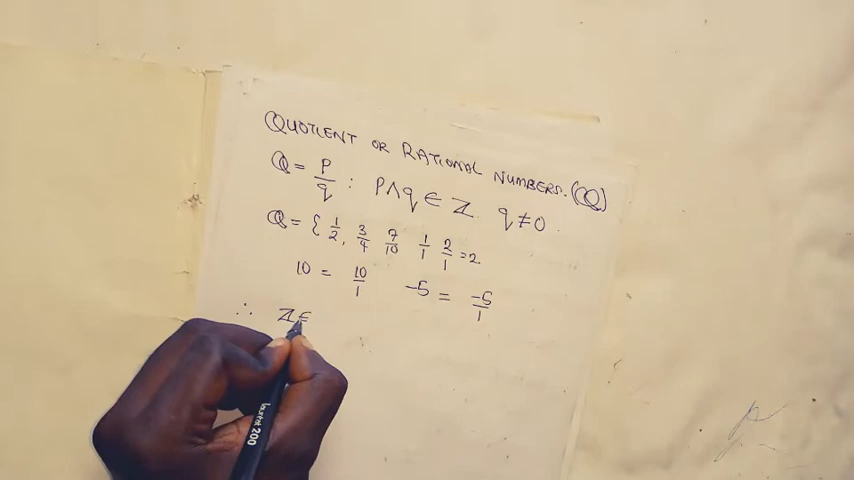 QUOTIENT OR RATIONAL NUMBERS. (ℚ)
ℚ = p/q : P∧q ∈ ℤ q ≠ 0.
ℚ = { 1/2, 3/4 7/10 1/1 2/1 = 2.
10 = 10/1 -5 = -5/1
∴ ℤ ∈
200